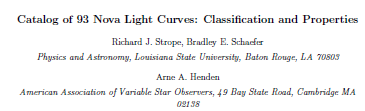 Catalog of 93 Nova Light Curves: Classification and Properties
Richard J. Strope, Bradley E. Schaefer
Physics and Astronomy, Louisiana State University, Baton Rouge, LA 70803
Arne A. Henden
American Association of Variable Star Observers, 49 Bay State Road, Cambridge MA
02138